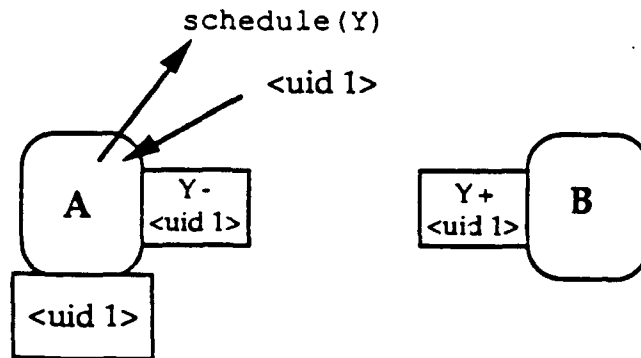 schedule(Y)
<uid 1>
A
Y-
<uid 1>
Y+
<uid 1>
B
<uid 1>